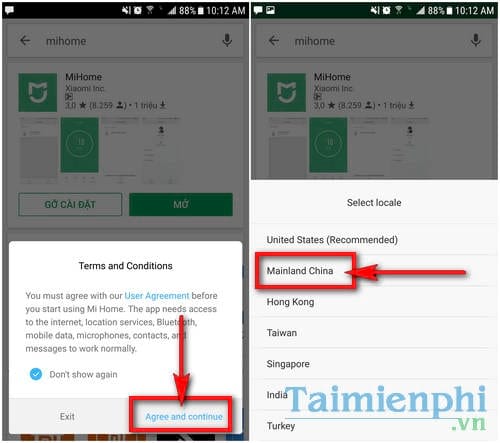 88% 10:12 AM
mihome
MiHome
Xiaomi Inc.
3,0 ★ (8.259) • 1 triệu
GỠ CÀI ĐẶT
MỞ
Terms and Conditions
You must agree with our User Agreement before
you start using Mi Home. The app needs access
to the internet, location services, Bluetooth,
mobile data, microphones, contacts, and
messages to work normally.
Don't show again
Exit
Agree and continue
88% 10:12 AM
mihome
MiHome
Xiaomi Inc.
3,0 ★ (8.259) • 1 triệu
Select locale
United States (Recommended)
Mainland China
Hong Kong
Taiwan
Singapore
India
Turkey
Taimienphi
.vn